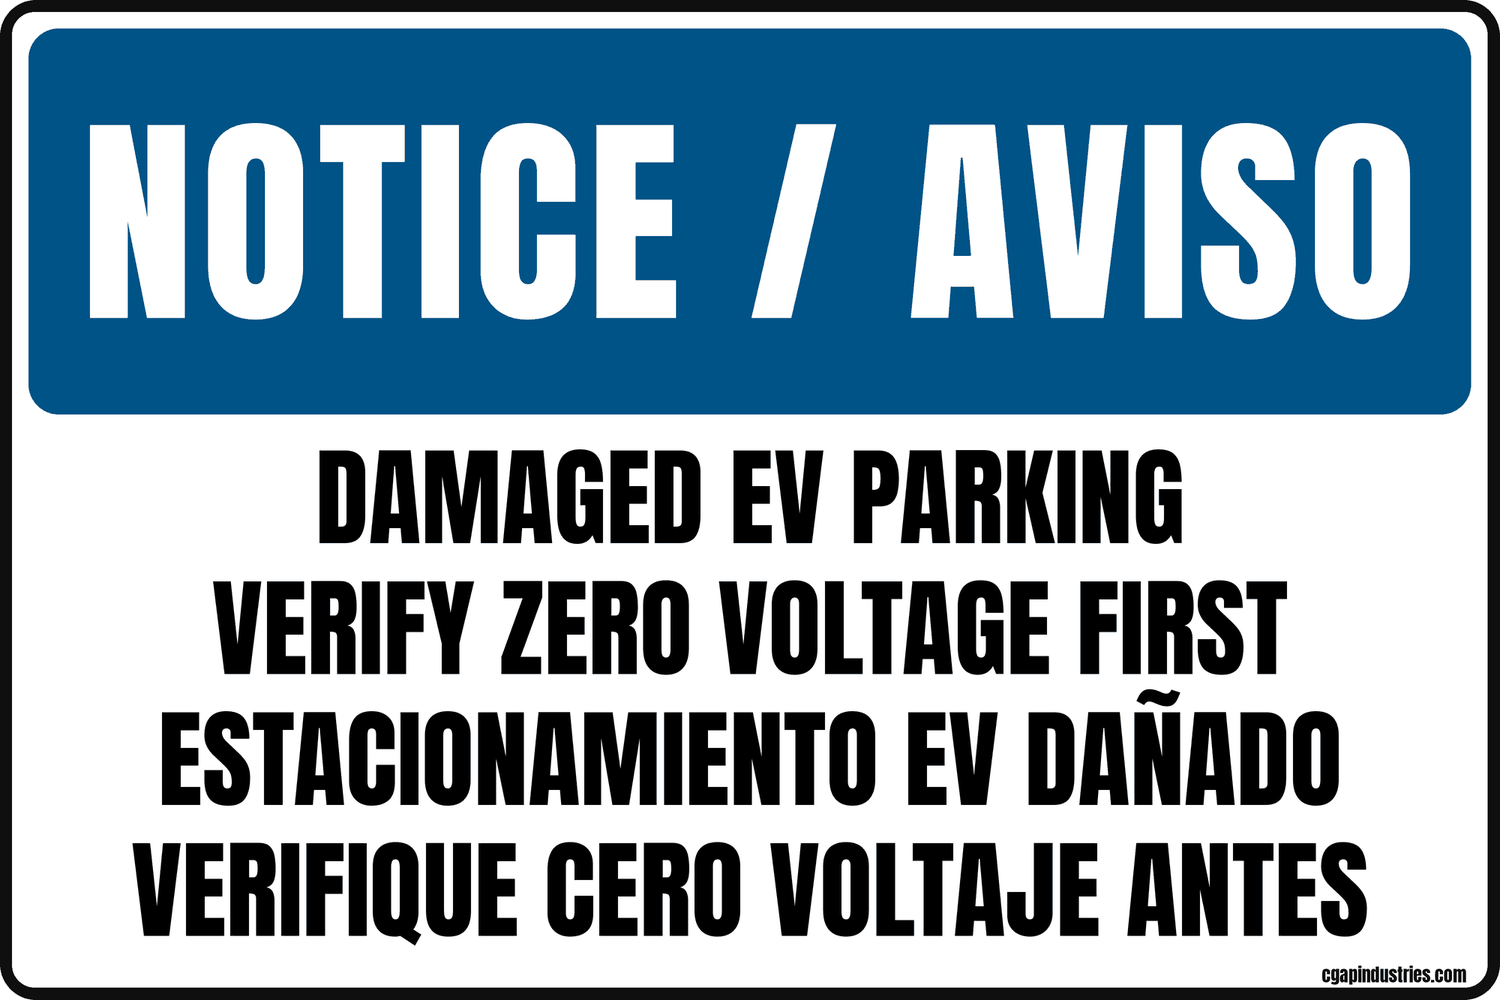 NOTICE / AVISO
DAMAGED EV PARKING
VERIFY ZERO VOLTAGE FIRST
ESTACIONAMIENTO EV DAÑADO
VERIFIQUE CERO VOLTAJE ANTES
cgapindustries.com